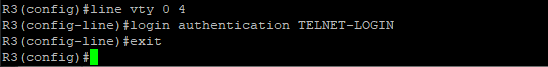 R3(config)#line vty 0 4
R3(config-line)#login authentication TELNET-LOGIN
R3(config-line)#exit
R3(config)#